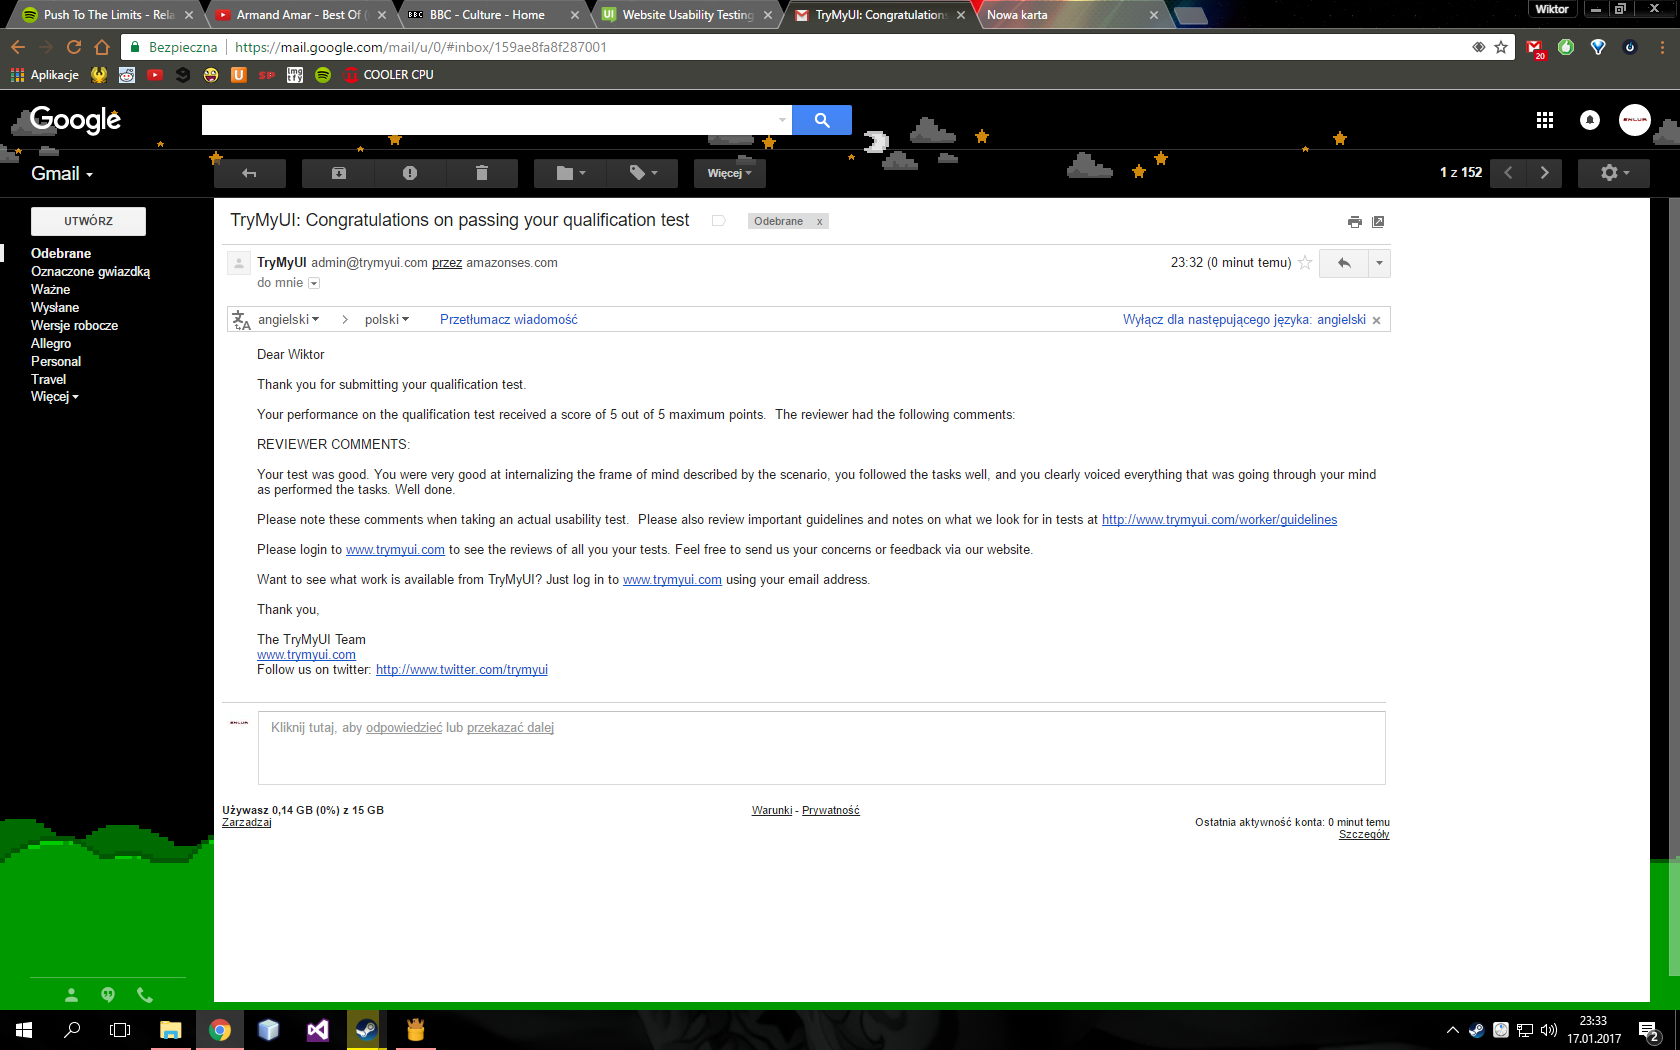 Push To The Limits - Rela
Armand Amar - Best Of (
BBC - Culture - Home
Website Usability Testing
TryMyUI: Congratulations
Nowa karta
Wiktor
Bezpieczna
https://mail.google.com/mail/u/0/#inbox/159ae8fa8f287001
20
Aplikacje
COOLER CPU
Google
Gmail
Więcej
1 z 152
UTWÓRZ
Odebrane
Oznaczone gwiazdką
Ważne
Wysłane
Wersje robocze
Allegro
Personal
Travel
Więcej
TryMyUI: Congratulations on passing your qualification test
Odebrane x
TryMyUI admin@trymyui.com przez amazonses.com
23:32 (0 minut temu)
do mnie
angielski > polski Przetłumacz wiadomość
Wyłącz dla następującego języka: angielski x
Dear Wiktor
Thank you for submitting your qualification test.
Your performance on the qualification test received a score of 5 out of 5 maximum points.  The reviewer had the following comments:
REVIEWER COMMENTS:
Your test was good. You were very good at internalizing the frame of mind described by the scenario, you followed the tasks well, and you clearly voiced everything that was going through your mind
as performed the tasks. Well done.
Please note these comments when taking an actual usability test.  Please also review important guidelines and notes on what we look for in tests at http://www.trymyui.com/worker/guidelines
Please login to www.trymyui.com to see the reviews of all you your tests. Feel free to send us your concerns or feedback via our website.
Want to see what work is available from TryMyUI? Just log in to www.trymyui.com using your email address.
Thank you,
The TryMyUI Team
www.trymyui.com
Follow us on twitter: http://www.twitter.com/trymyui
Kliknij tutaj, aby odpowiedzieć lub przekazać dalej
Używasz 0,14 GB (0%) z 15 GB
Zarządzaj
Warunki - Prywatność
Ostatnia aktywność konta: 0 minut temu
Szczegóły
23:33
17.01.2017
2